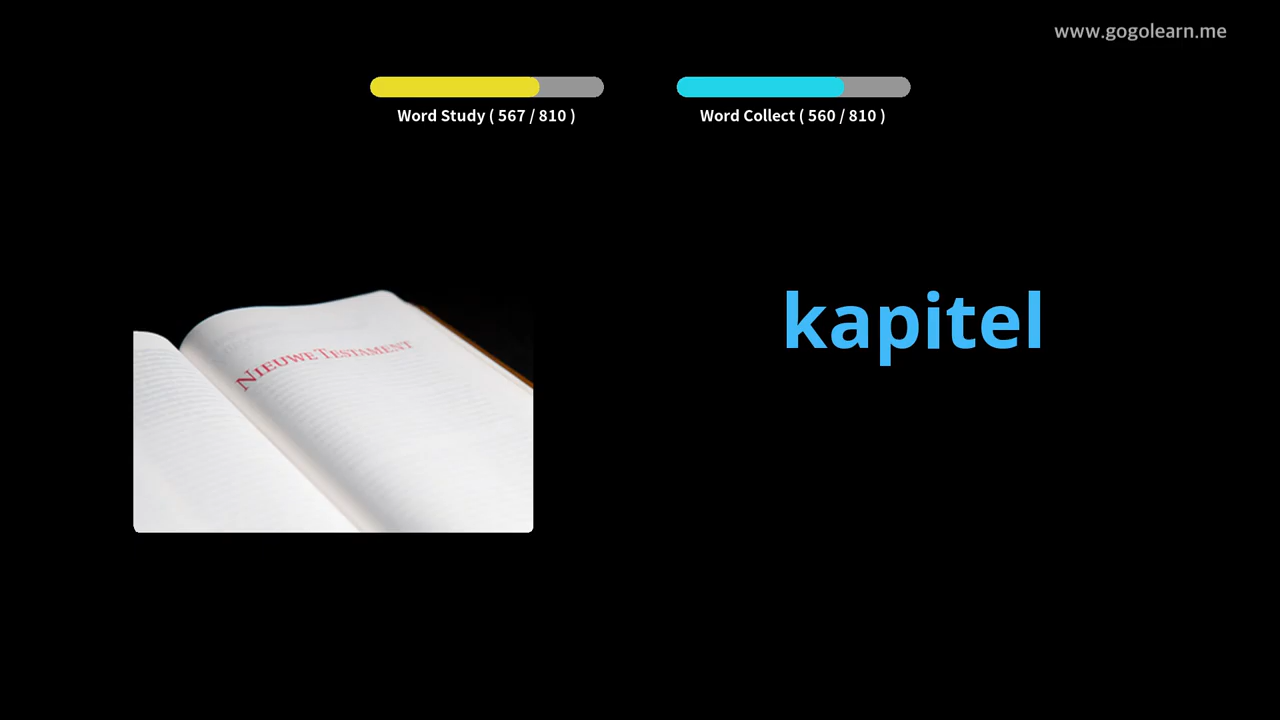 www.gogolearn.me
Word Study ( 567 / 810 )
Word Collect ( 560 / 810 )
NIEUWE TESTAMENT
kapitel